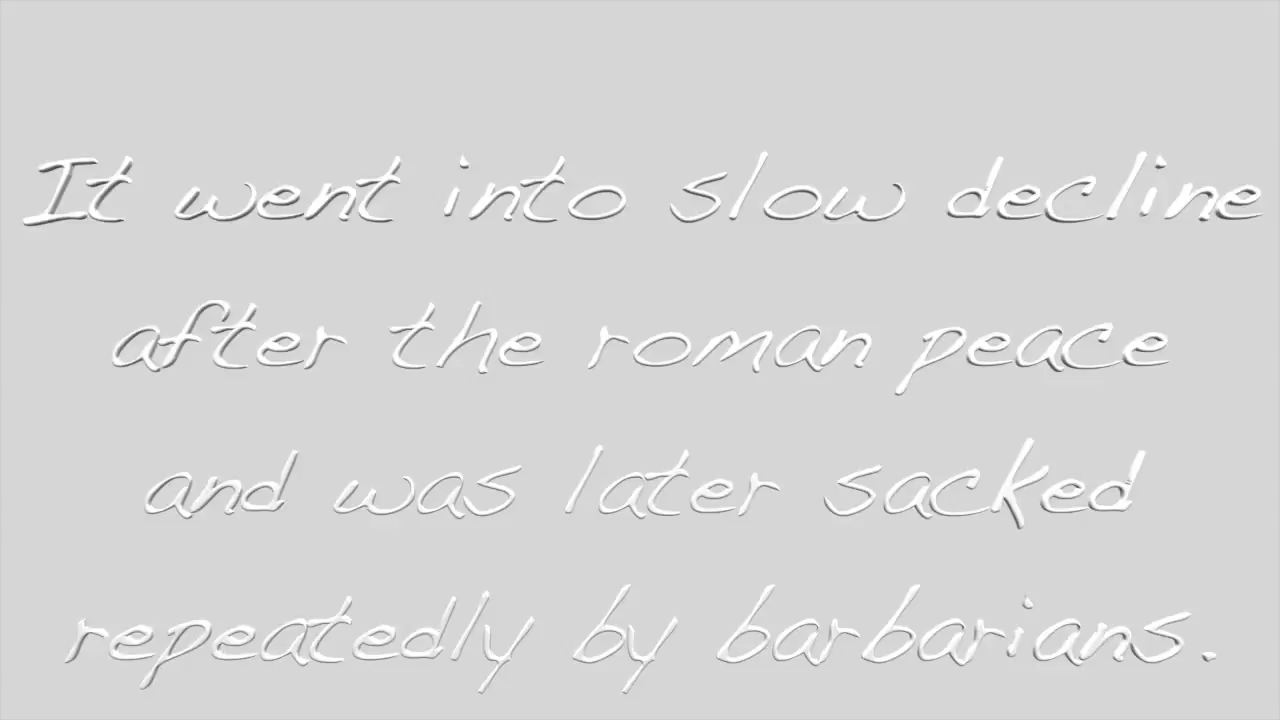 It went into slow decline
after the roman peace
and was later sacked
repeatedly by barbarians.